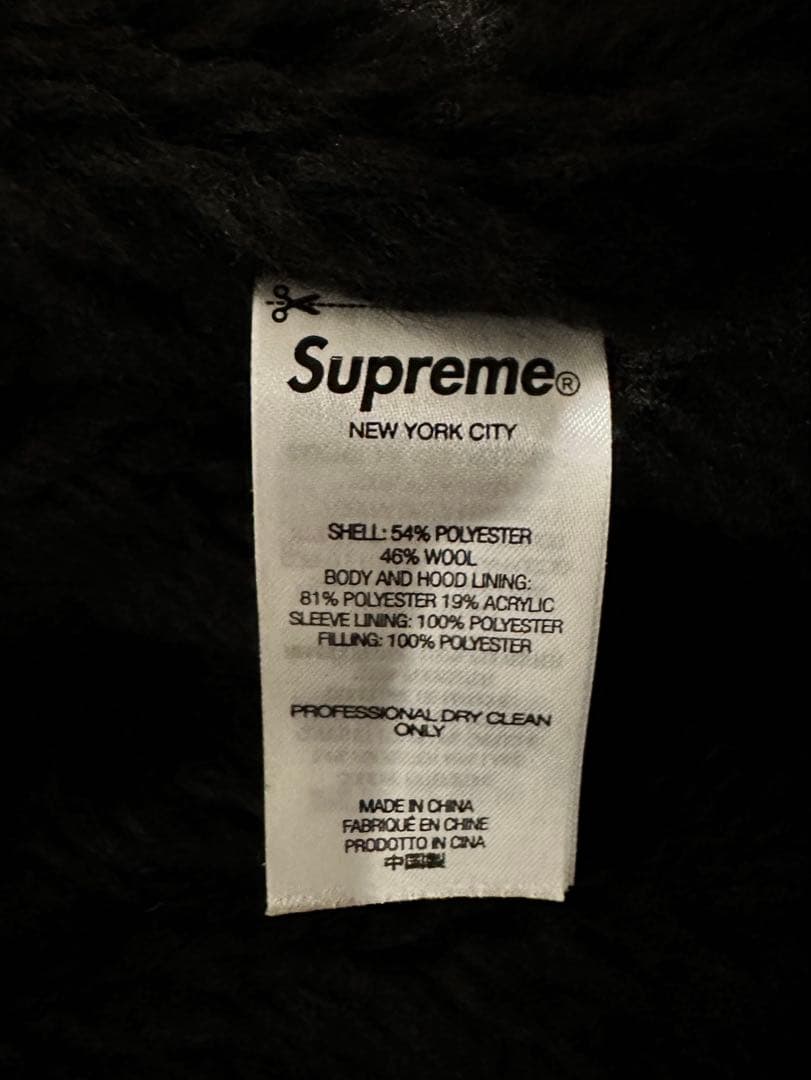 Supreme®
NEW YORK CITY
SHELL: 54% POLYESTER
46% WOOL
BODY AND HOOD LINING:
81% POLYESTER 19% ACRYLIC
SLEEVE LINING: 100% POLYESTER
FILLING: 100% POLYESTER
PROFESSIONAL DRY CLEAN
ONLY
MADE IN CHINA
FABRIQUÉ EN CHINE
PRODOTTO IN CINA
中国製